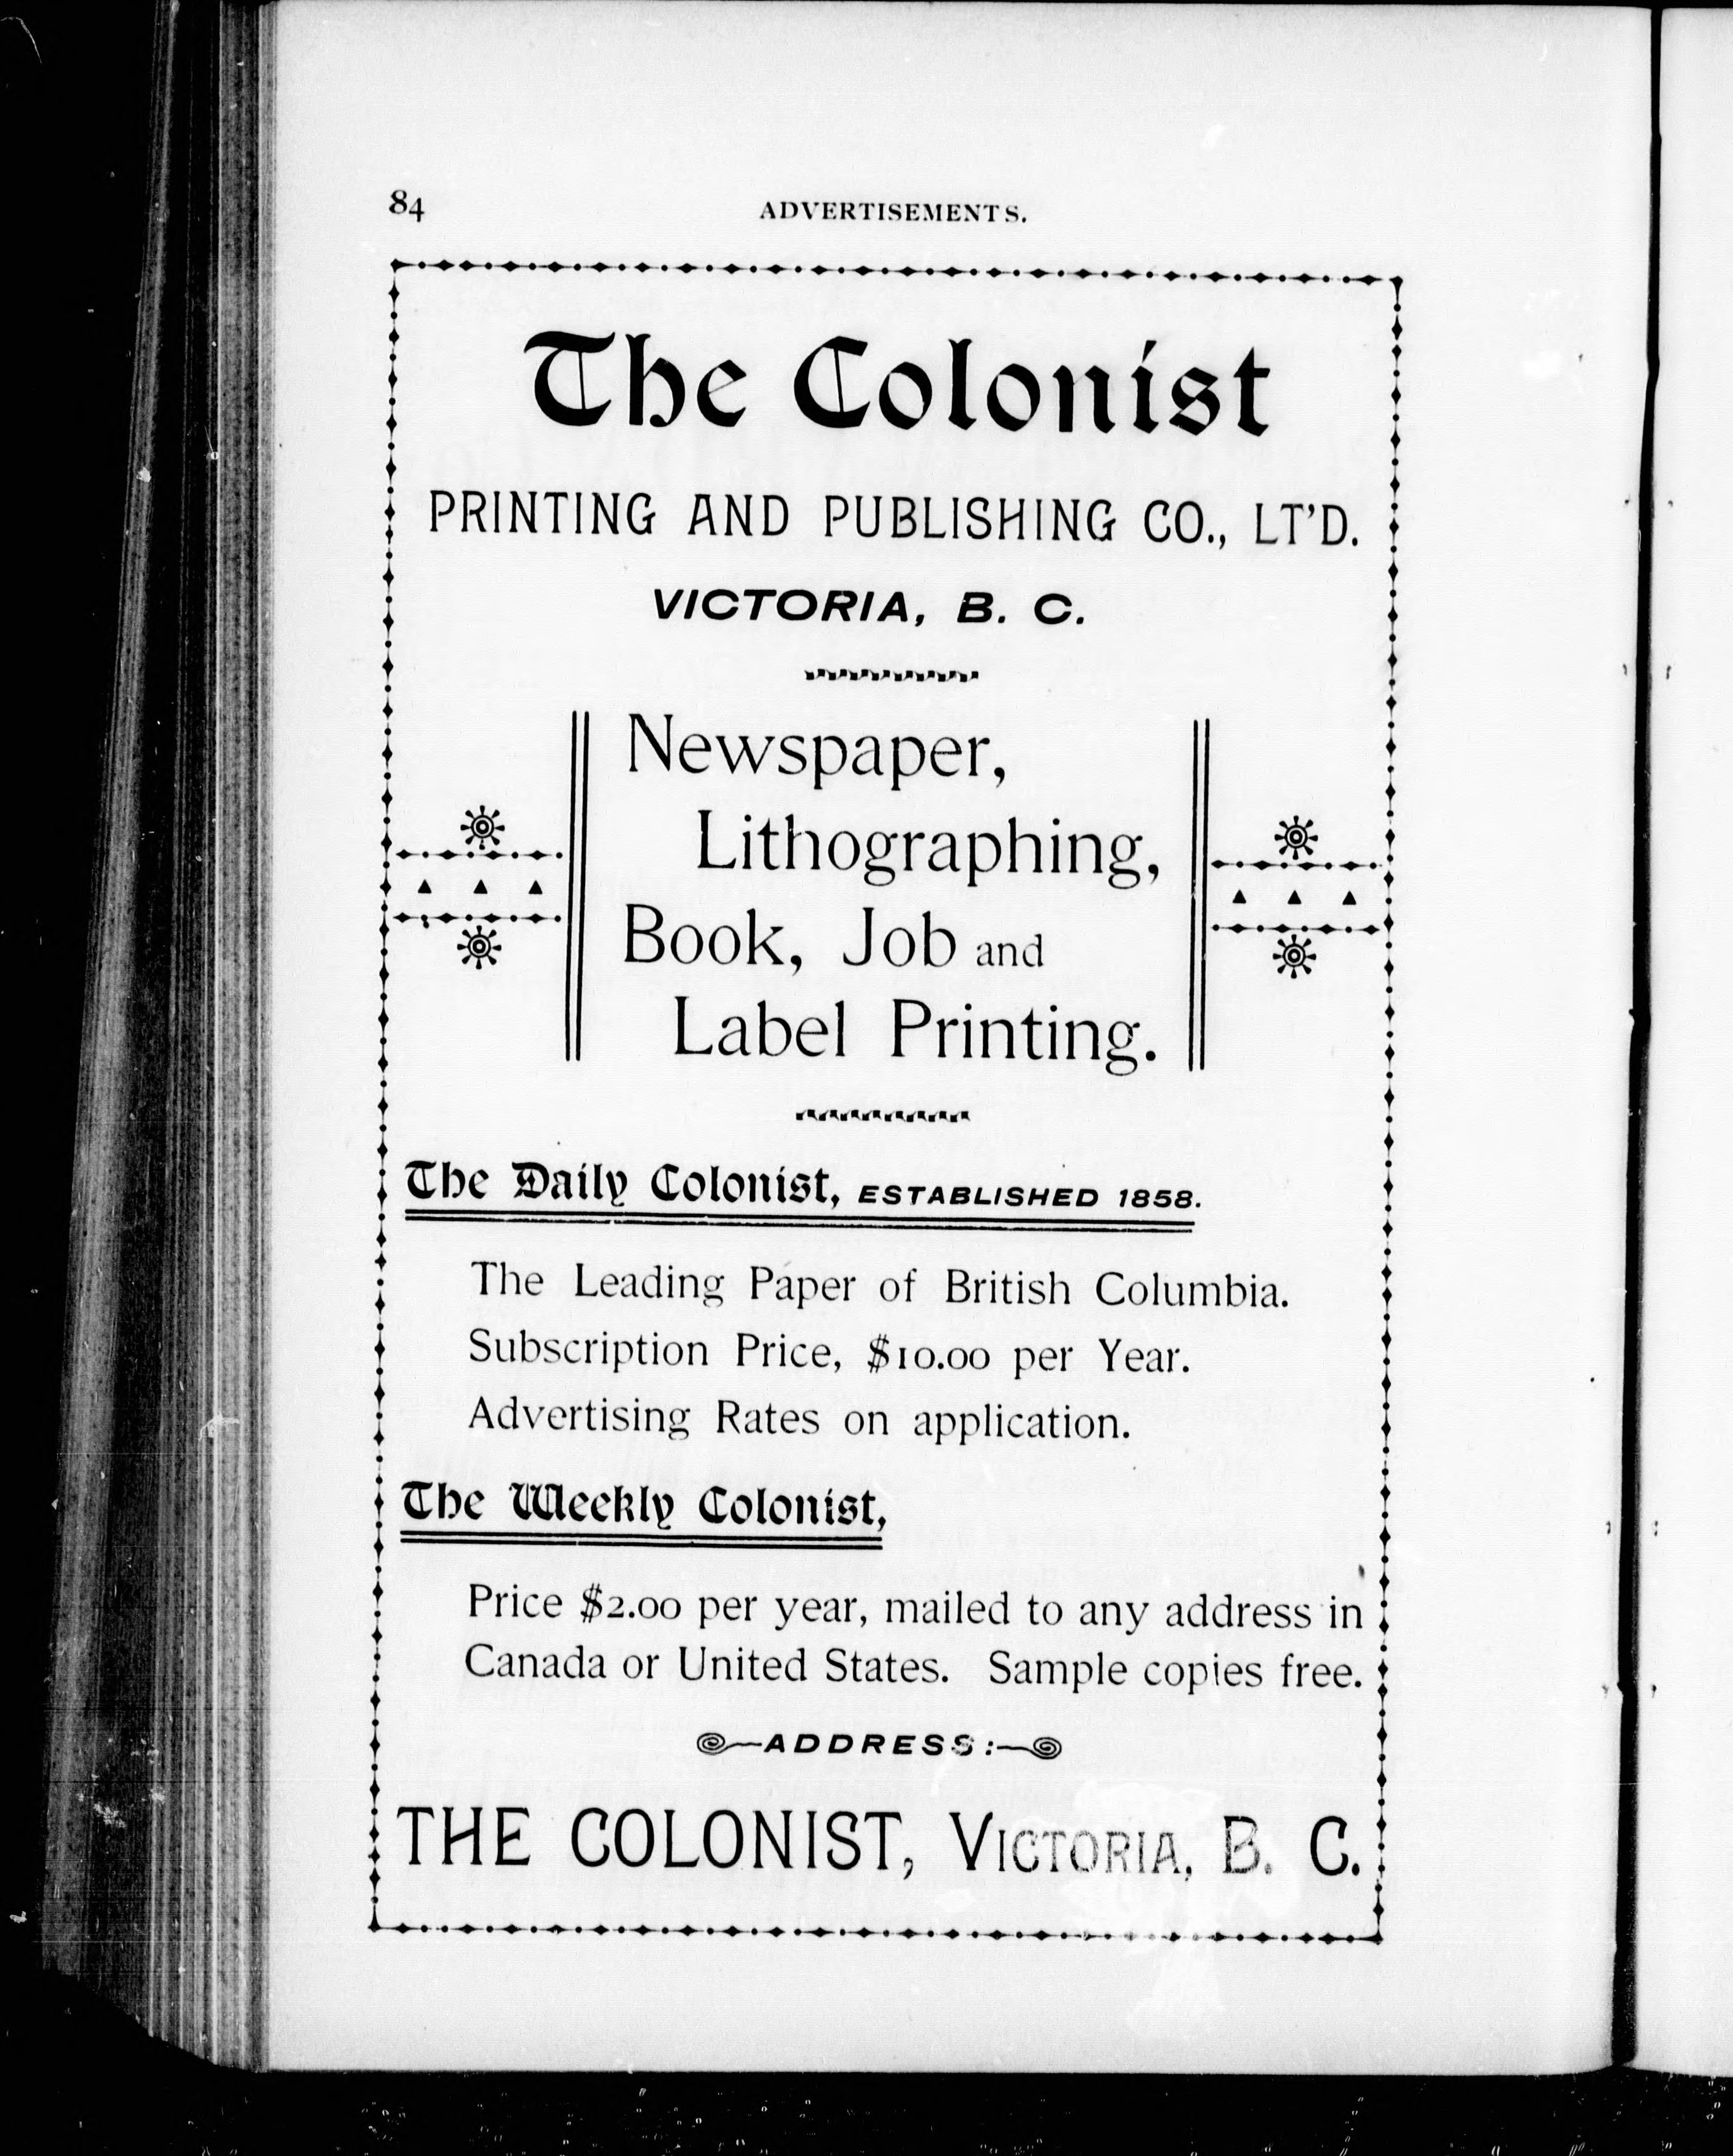 84
ADVERTISEMENTS.
The Colonist
PRINTING AND PUBLISHING CO., LT'D.
VICTORIA, B. C.
Newspaper,
Lithographing,
Book, Job and
Label Printing.
The Daily Colonist, ESTABLISHED 1858.
The Leading Paper of British Columbia.
Subscription Price, $10.00 per Year.
Advertising Rates on application.
The Weekly Colonist,
Price $2.00 per year, mailed to any address in
Canada or United States. Sample copies free.
ADDRESS:
THE COLONIST, VICTORIA, B. C.